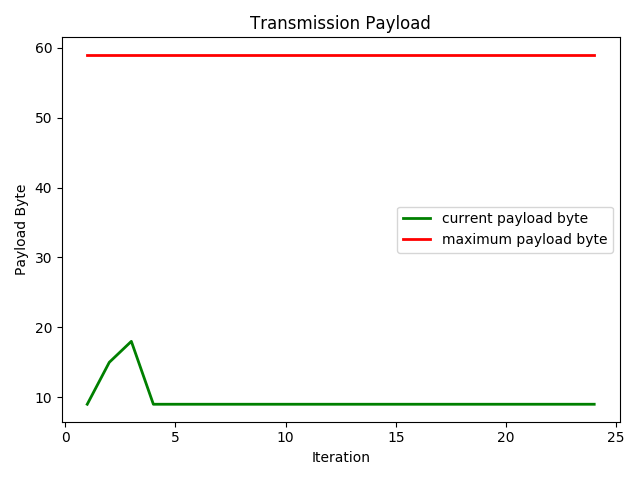 Transmission Payload
60
50
40
30
20
10
Payload Byte
current payload byte
maximum payload byte
0 5 10 15 20 25
Iteration